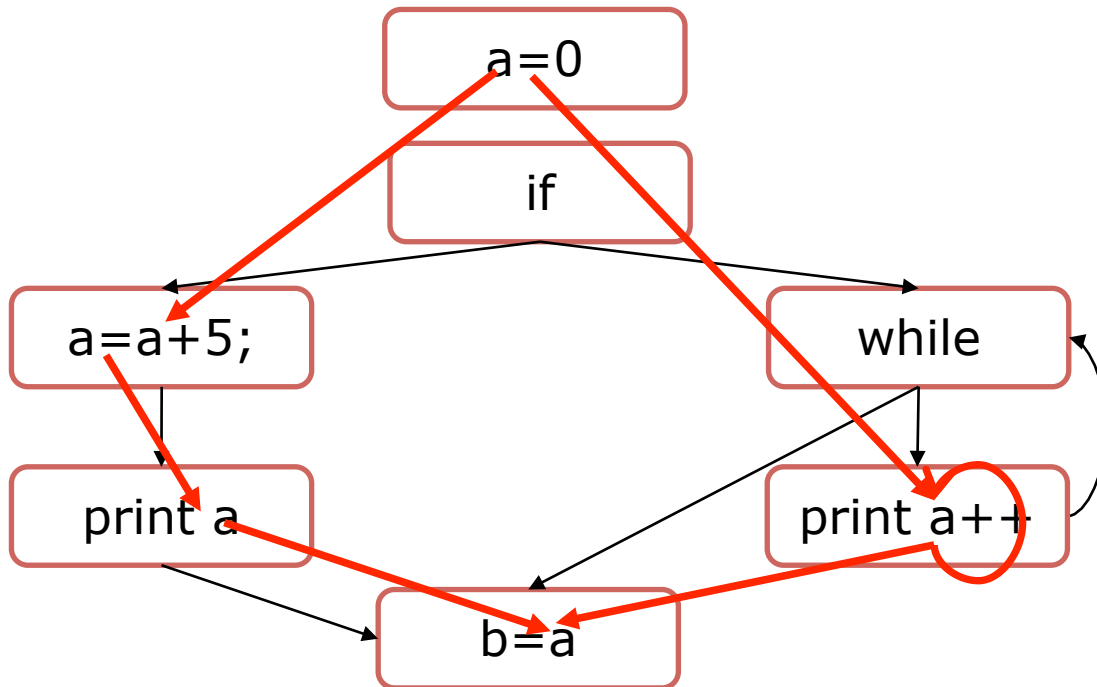 a=0
if
a=a+5;
while
print a
print a++
b=a